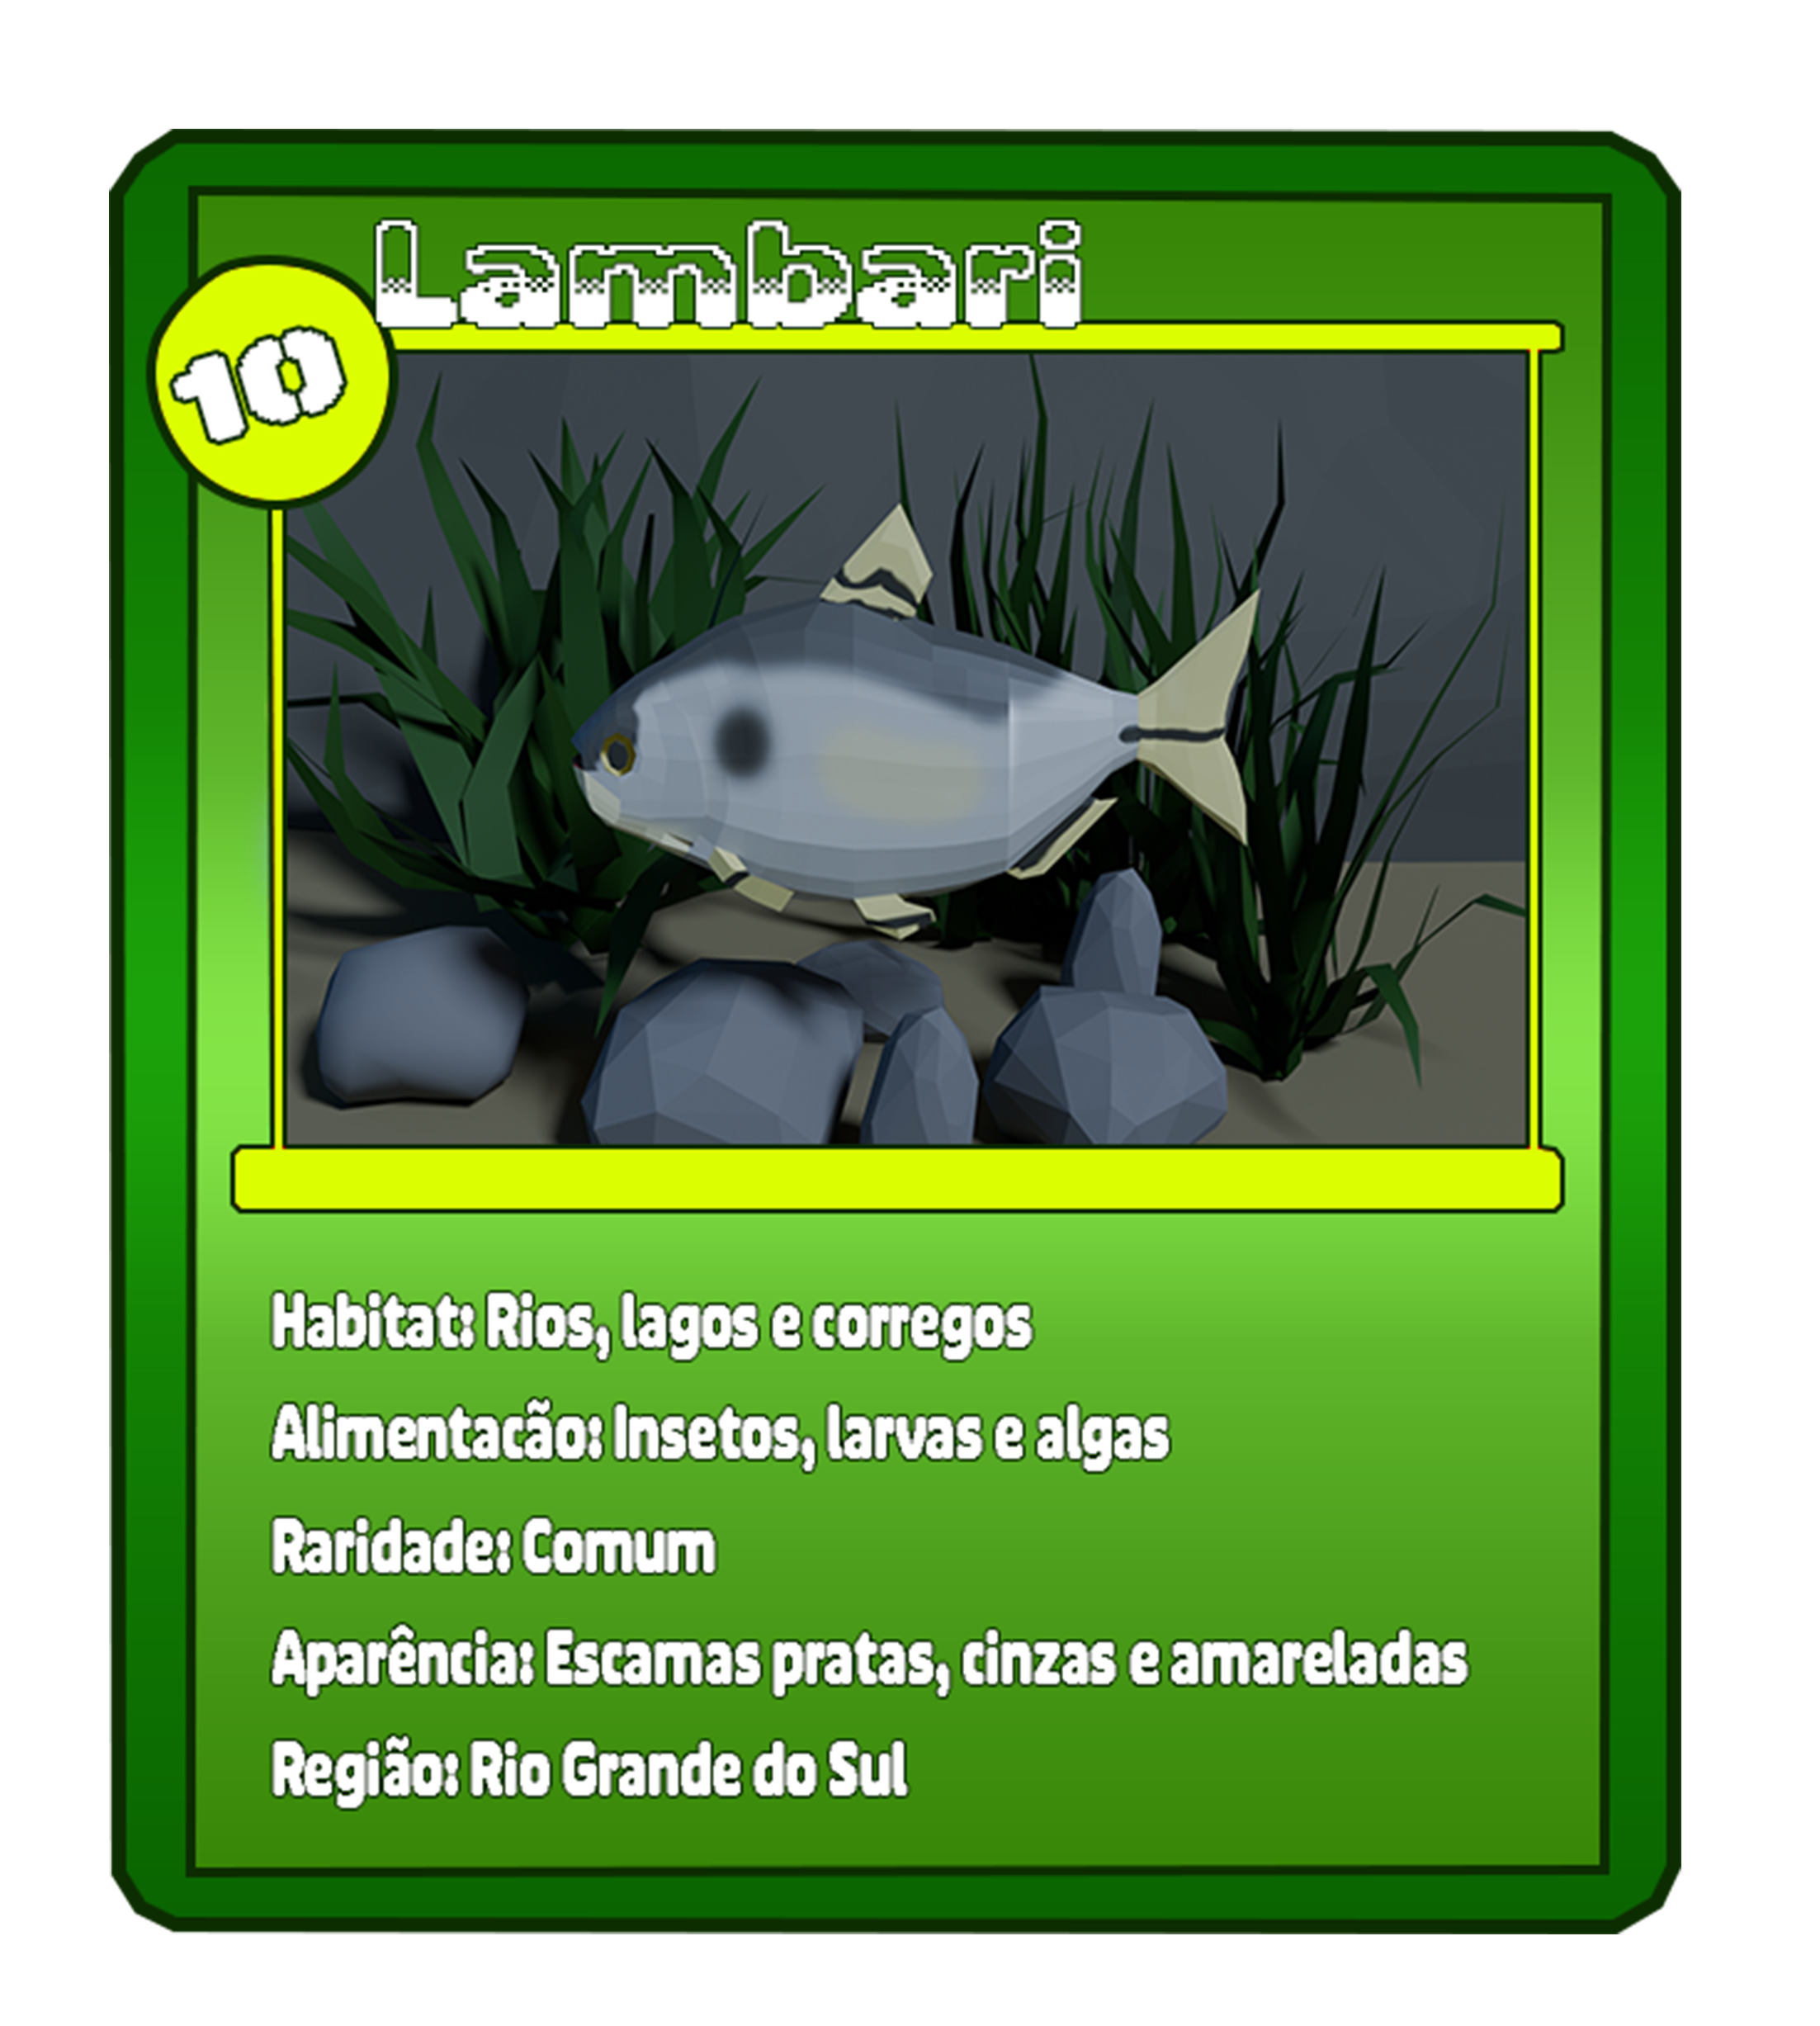 Lambari
10
Habitat: Rios, lagos e corregos
Alimentacão: Insetos, larvas e algas
Raridade: Comum
Aparência: Escamas pratas, cinzas e amareladas
Região: Rio Grande do Sul